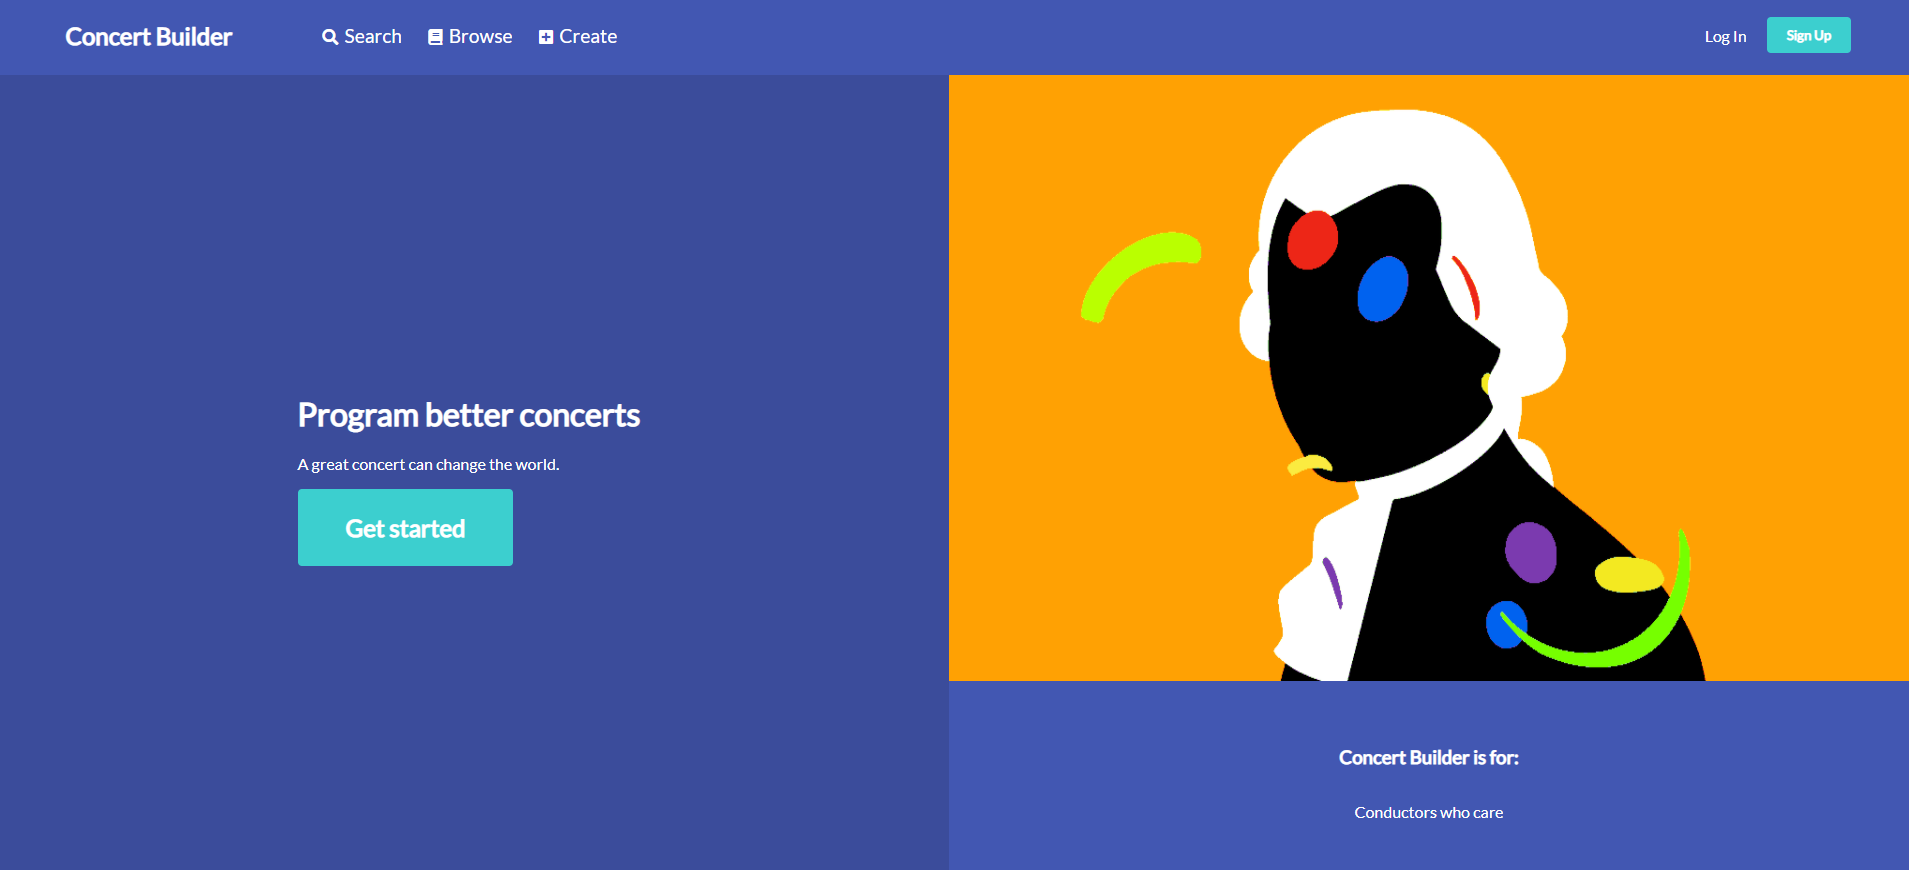 Concert Builder
Search
Browse
Create
Log In
Sign Up
Program better concerts
A great concert can change the world.
Get started
Concert Builder is for:
Conductors who care